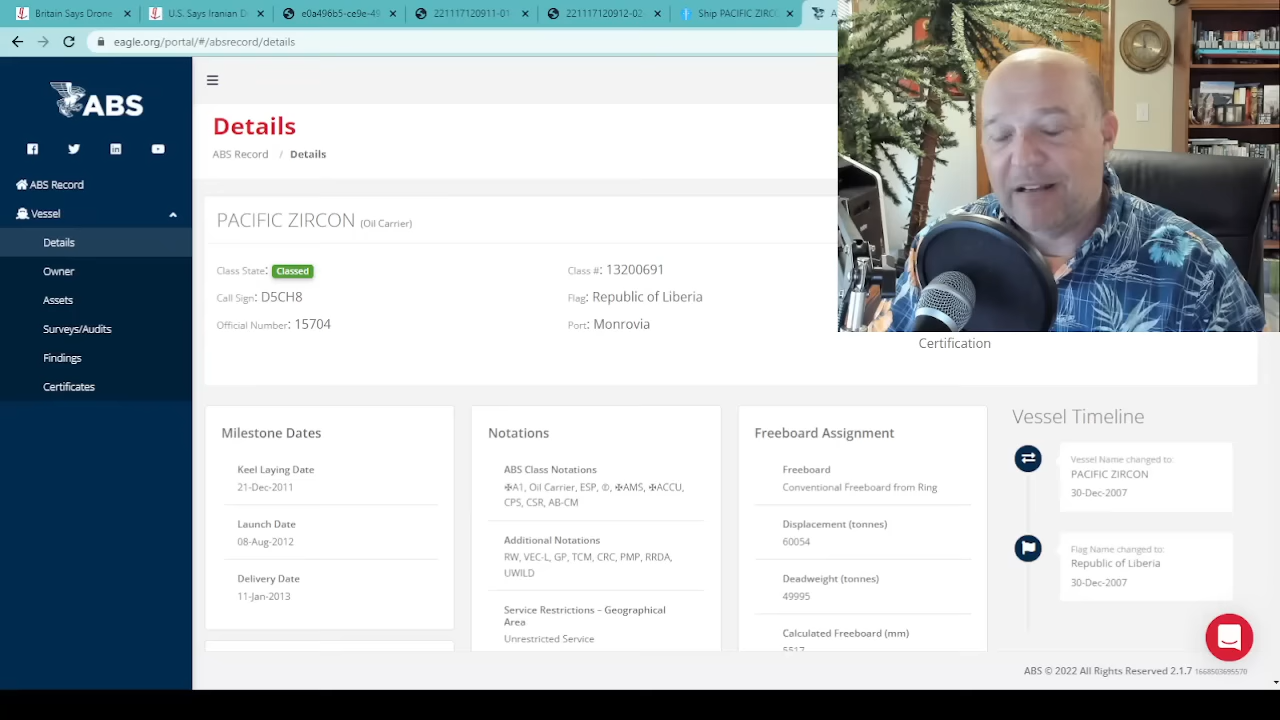 Britain Says Drone
U.S. Says Iranian D
e0a496b5-ce9e-49
221117120911-01
221117120912-02
Ship PACIFIC ZIRCO
eagle.org/portal/#/absrecord/details
ABS
Details
ABS Record / Details
ABS Record
Vessel
Details
Owner
Assets
Surveys/Audits
Findings
Certificates
PACIFIC ZIRCON (Oil Carrier)
Class State: Classed
Class #: 13200691
Call Sign: D5CH8
Flag: Republic of Liberia
Official Number: 15704
Port: Monrovia
Certification
Milestone Dates
Keel Laying Date
21-Dec-2011
Launch Date
08-Aug-2012
Delivery Date
11-Jan-2013
Notations
ABS Class Notations
✠A1, Oil Carrier, ESP, Ⓔ, ✠AMS, ✠ACCU,
CPS, CSR, AB-CM
Additional Notations
RW, VEC-L, GP, TCM, CRC, PMP, RRDA,
UWILD
Service Restrictions – Geographical
Area
Unrestricted Service
Freeboard Assignment
Freeboard
Conventional Freeboard from Ring
Displacement (tonnes)
60054
Deadweight (tonnes)
49995
Calculated Freeboard (mm)
5517
Vessel Timeline
Vessel Name changed to:
PACIFIC ZIRCON
30-Dec-2007
Flag Name changed to:
Republic of Liberia
30-Dec-2007
ABS © 2022 All Rights Reserved 2.1.7 1668503695570